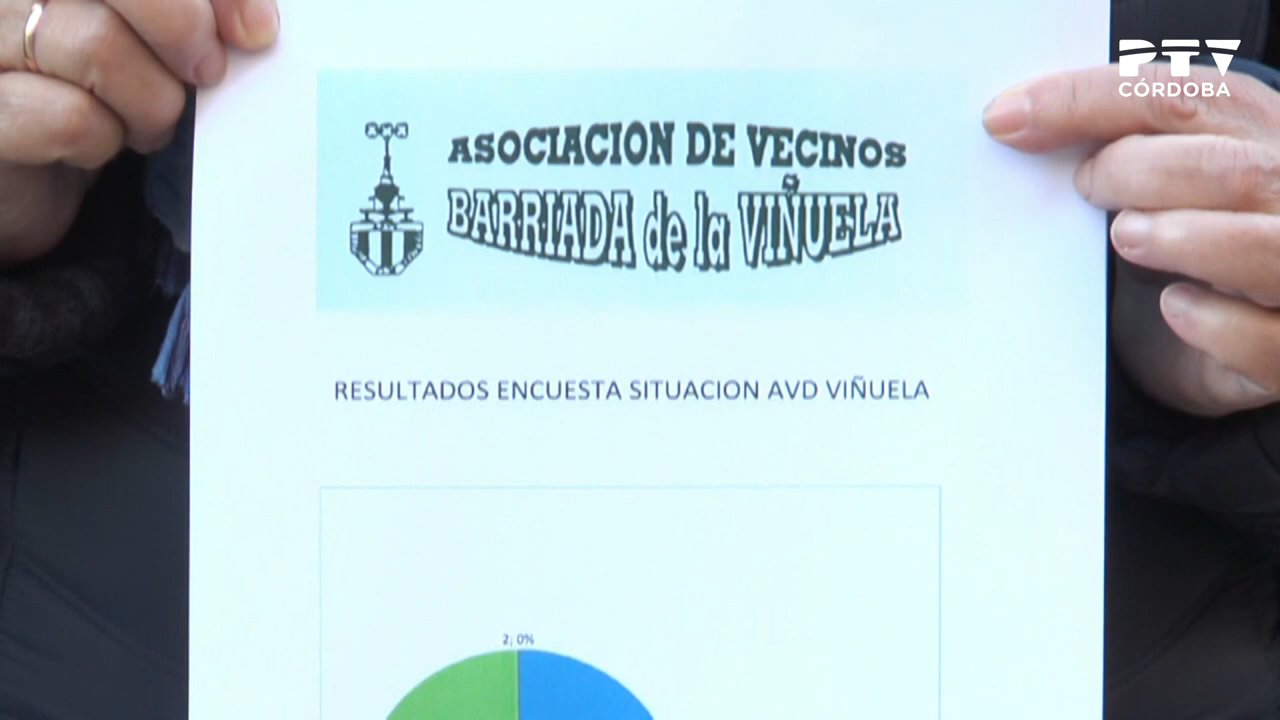 PTV
CÓRDOBA
ASOCIACION DE VECINOS
BARRIADA de la VIÑUELA
RESULTADOS ENCUESTA SITUACION AVD VIÑUELA
2; 0%